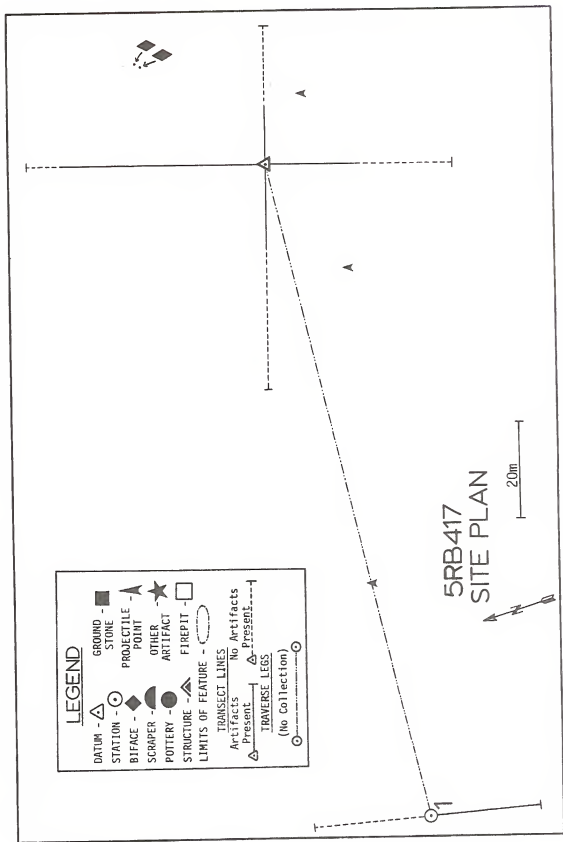 LEGEND
DATUM -
STATION -
BIFACE -
SCRAPER -
POTTERY -
STRUCTURE -
LIMITS OF FEATURE -
GROUND
STONE -
PROJECTILE
POINT -
OTHER
ARTIFACT -
FIREPIT -
TRANSECT LINES
Artifacts
Present
No Artifacts
Present
TRAVERSE LEGS
(No Collection)
1
5RB417
SITE PLAN
20m
N